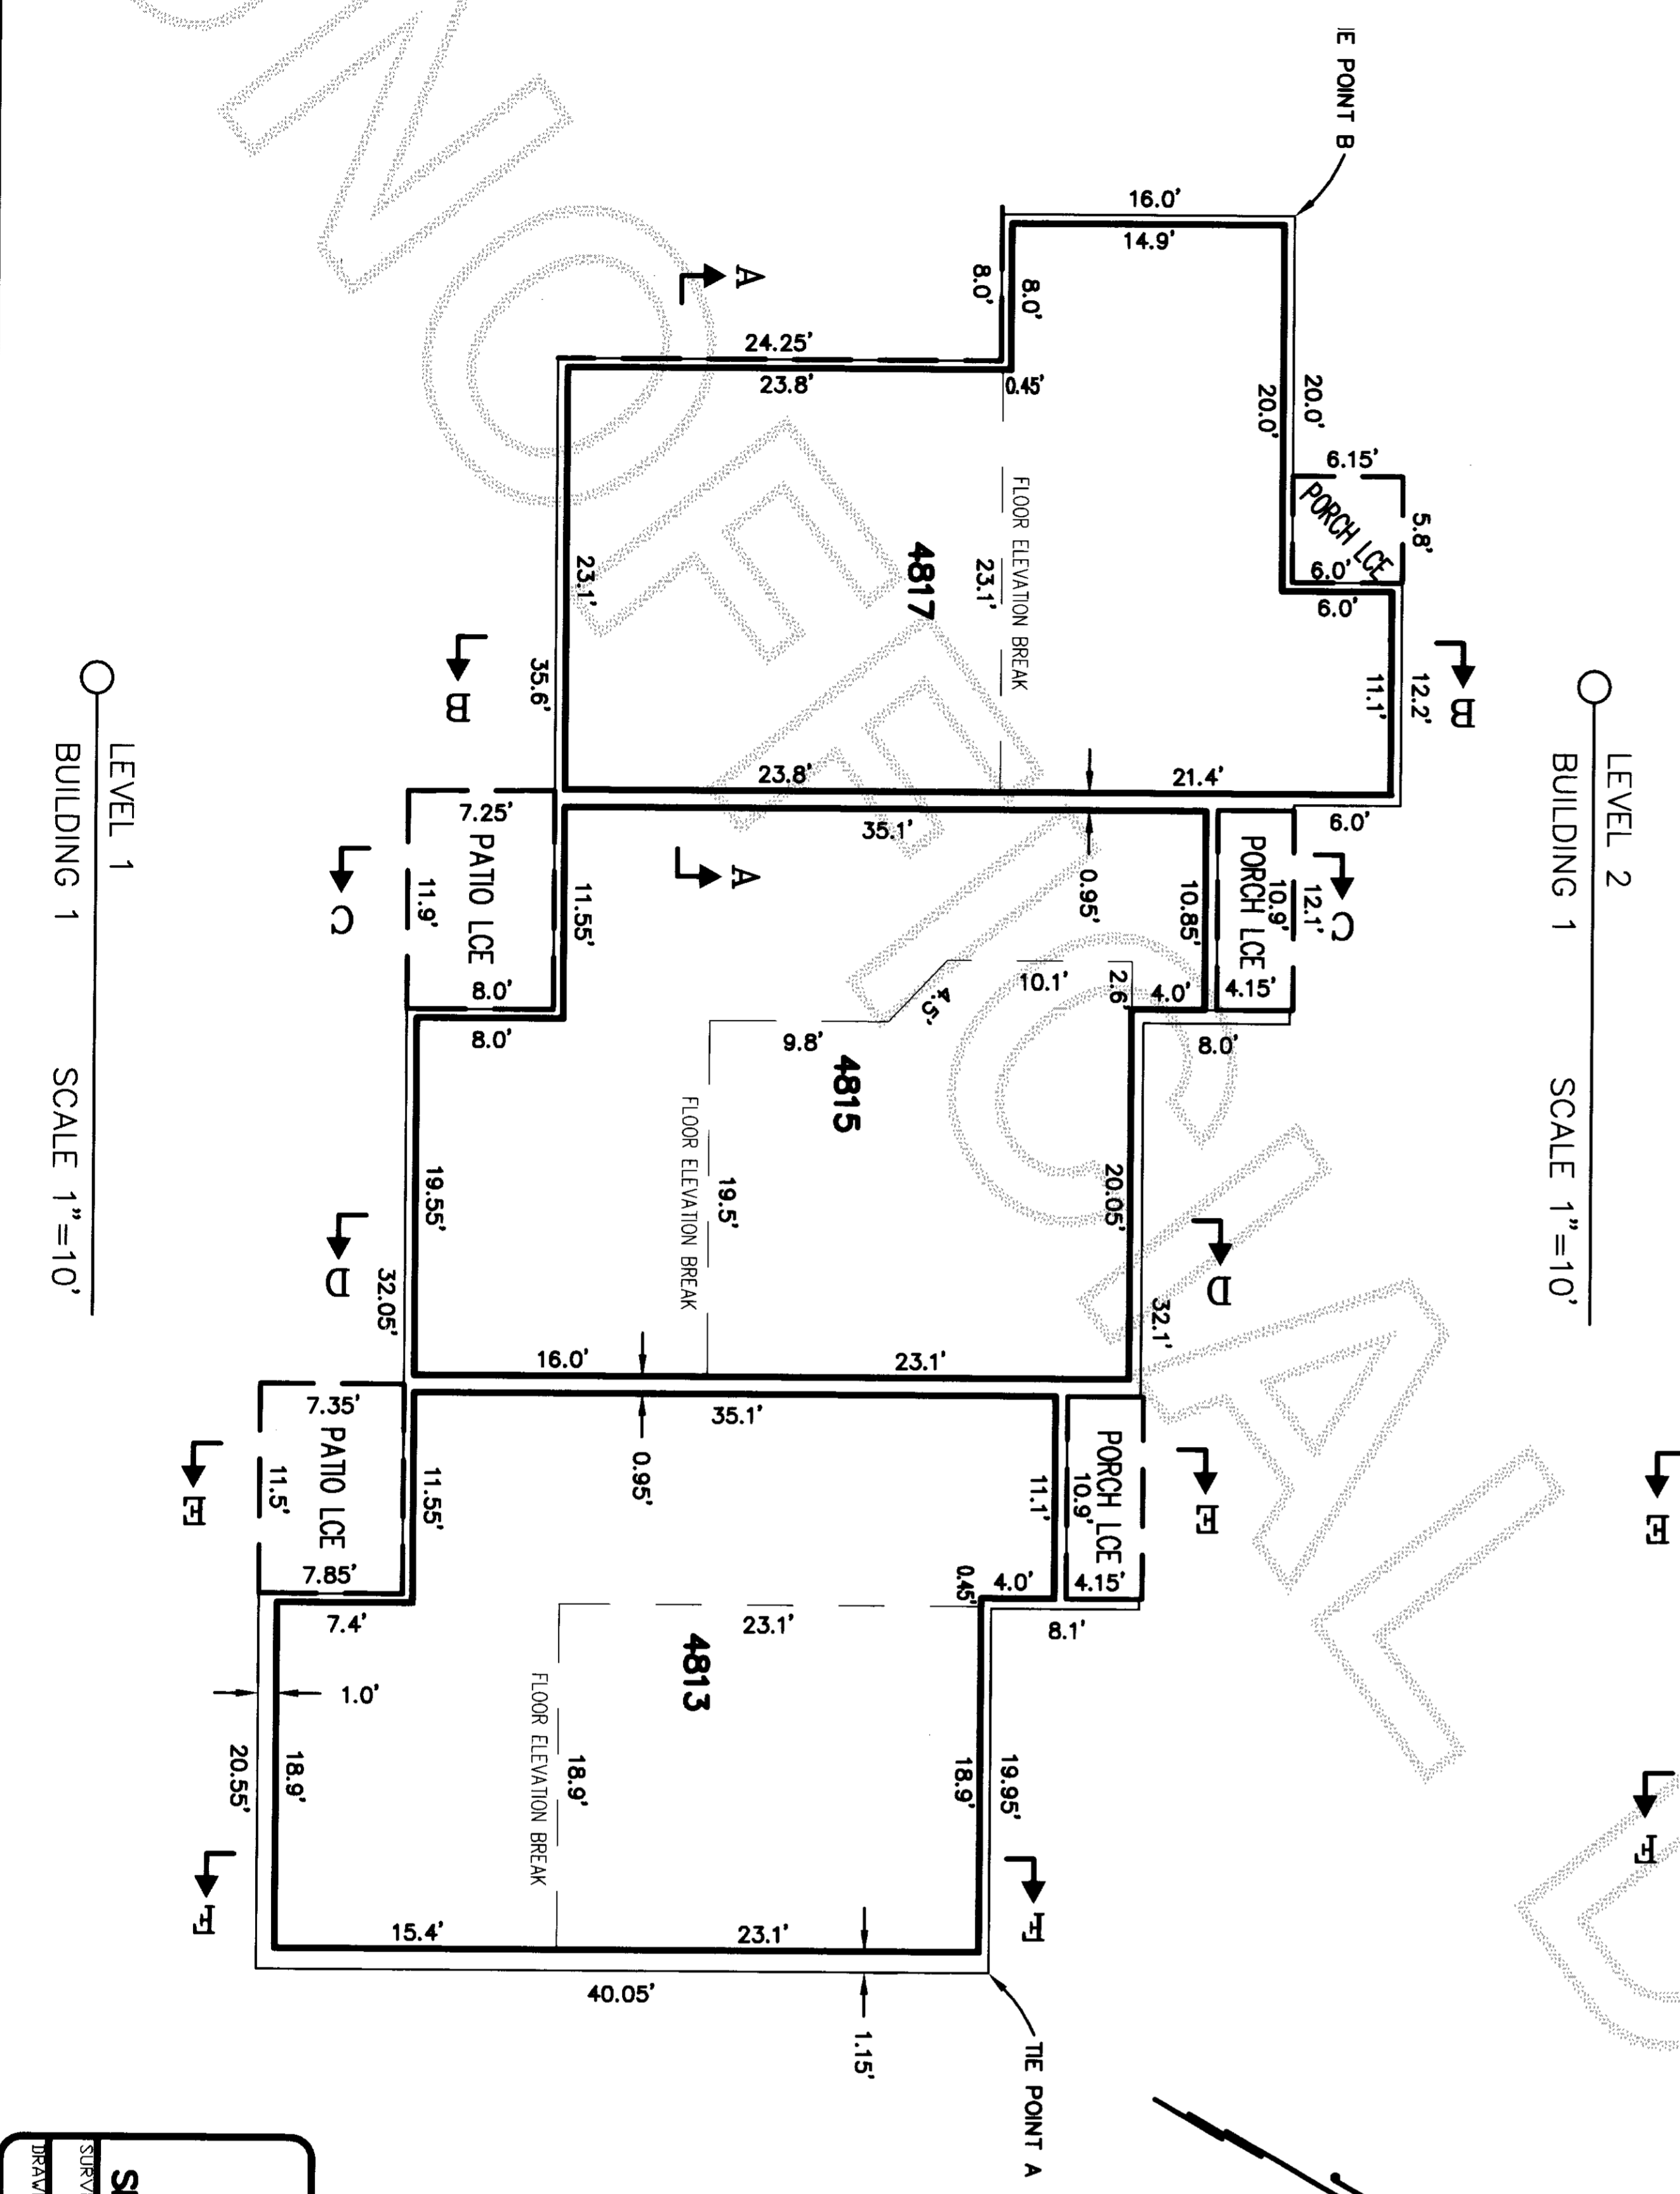 LEVEL 2
BUILDING 1 SCALE 1"=10'
IE POINT B
16.0'
14.9'
20.0'
20.0'
6.15'
5.8'
PORCH LCE
6.0'
6.0'
B
12.2'
11.1'
8.0'
8.0'
A
24.25'
23.8'
0.45'
FLOOR ELEVATION BREAK
23.1'
4817
23.1'
35.6'
B
23.8'
21.4'
6.0'
7.25'
PATIO LCE
11.9'
8.0'
8.0'
C
11.55'
35.1'
A
0.95'
10.85'
PORCH LCE
10.9'
12.1'
C
4.15'
4.0'
2.6'
10.1'
4.5'
9.8'
8.0'
4815
FLOOR ELEVATION BREAK
19.5'
20.05'
19.55'
D
D
32.05'
32.1'
16.0'
23.1'
7.35'
PATIO LCE
11.5'
7.85'
7.4'
E
11.55'
35.1'
0.95'
11.1'
PORCH LCE
10.9'
4.15'
4.0'
0.45'
8.1'
E
E
23.1'
4813
FLOOR ELEVATION BREAK
18.9'
1.0'
18.9'
20.55'
18.9'
19.95'
F
F
F
15.4'
23.1'
40.05'
1.15'
TIE POINT A
LEVEL 1
BUILDING 1 SCALE 1"=10'
UNOFFICIAL